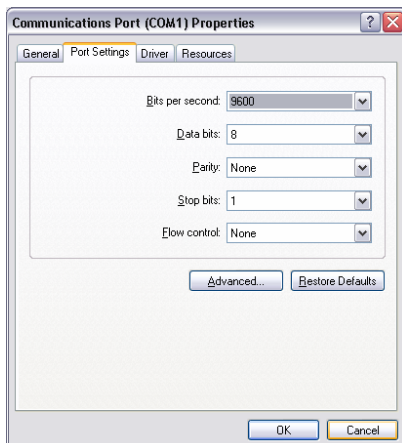 Communications Port (COM1) Properties
General Port Settings Driver Resources
Bits per second: 9600
Data bits: 8
Parity: None
Stop bits: 1
Flow control: None
Advanced... Restore Defaults
OK Cancel